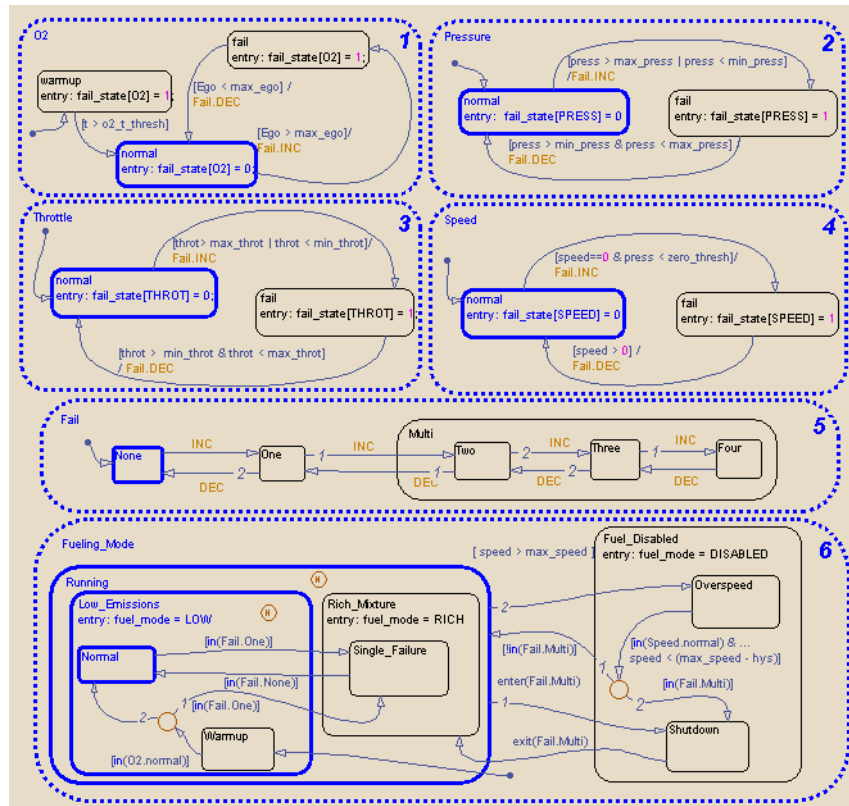 O2
1
fail
entry: fail_state[O2] = 1;
warmup
entry: fail_state[O2] = 1;
[Ego < max_ego] /
Fail.DEC
[t > o2_t_thresh]
[Ego > max_ego]/
Fail.INC
normal
entry: fail_state[O2] = 0;
Pressure
2
[press > max_press | press < min_press]
/Fail.INC
normal
entry: fail_state[PRESS] = 0
fail
entry: fail_state[PRESS] = 1
[press > min_press & press < max_press] /
Fail.DEC
Throttle
3
[throt> max_throt | throt < min_throt]/
Fail.INC
normal
entry: fail_state[THROT] = 0;
fail
entry: fail_state[THROT] = 1
[throt > min_throt & throt < max_throt]
/ Fail.DEC
Speed
4
[speed==0 & press < zero_thresh]/
Fail.INC
normal
entry: fail_state[SPEED] = 0
fail
entry: fail_state[SPEED] = 1
[speed > 0] /
Fail.DEC
Fail
5
Multi
None
INC
DEC
One
2
1
INC
DEC
Two
1
2
INC
DEC
Three
2
1
INC
DEC
Four
Fueling_Mode
6
[ speed > max_speed ]
Fuel_Disabled
entry: fuel_mode = DISABLED
Running
H
Low_Emissions
entry: fuel_mode = LOW
H
Rich_Mixture
entry: fuel_mode = RICH
2
Overspeed
Normal
[in(Fail.One)]
Single_Failure
[in(Fail.None)]
[!in(Fail.Multi)]
[in(Speed.normal) & ...
speed < (max_speed - hys)]
1
2
[in(Fail.Multi)]
enter(Fail.Multi)
1
[in(Fail.One)]
1
2
Warmup
[in(O2.normal)]
Shutdown
exit(Fail.Multi)